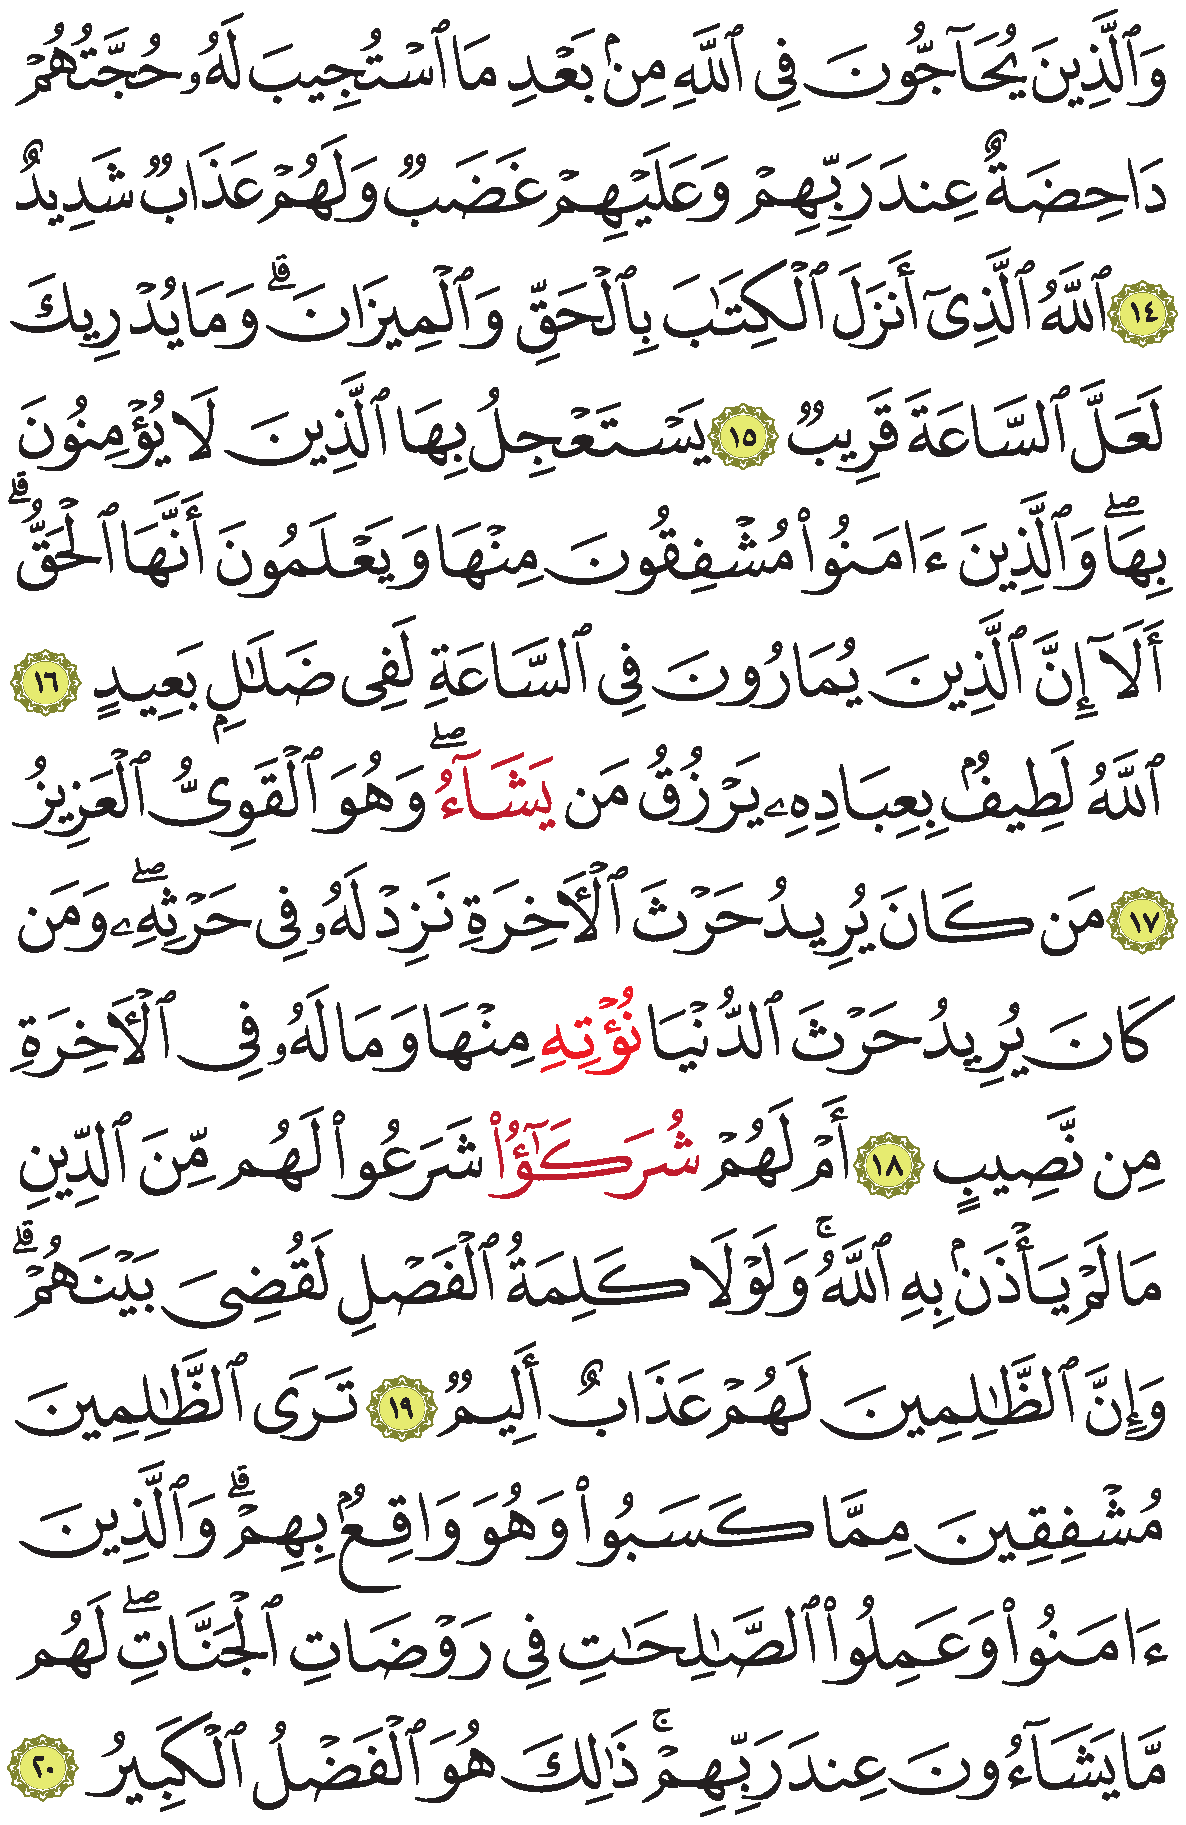 وَٱلَّذِينَ يُحَآجُّونَ فِى ٱللَّهِ مِنۢ بَعْدِ مَا ٱسْتُجِيبَ لَهُۥ حُجَّتُهُمْ
دَاحِضَةٌ عِندَ رَبِّهِمْ وَعَلَيْهِمْ غَضَبٌ وَلَهُمْ عَذَابٌ شَدِيدٌ
١٤ ٱللَّهُ ٱلَّذِىٓ أَنزَلَ ٱلْكِتَٰبَ بِٱلْحَقِّ وَٱلْمِيزَانَ ۗ وَمَا يُدْرِيكَ
لَعَلَّ ٱلسَّاعَةَ قَرِيبٌ ١٥ يَسْتَعْجِلُ بِهَا ٱلَّذِينَ لَا يُؤْمِنُونَ
بِهَا ۖ وَٱلَّذِينَ ءَامَنُوا۟ مُشْفِقُونَ مِنْهَا وَيَعْلَمُونَ أَنَّهَا ٱلْحَقُّ ۗ
أَلَآ إِنَّ ٱلَّذِينَ يُمَارُونَ فِى ٱلسَّاعَةِ لَفِى ضَلَٰلٍۭ بَعِيدٍ ١٦
ٱللَّهُ لَطِيفٌۢ بِعِبَادِهِۦ يَرْزُقُ مَن يَشَآءُ ۖ وَهُوَ ٱلْقَوِىُّ ٱلْعَزِيزُ
١٧ مَن كَانَ يُرِيدُ حَرْثَ ٱلْأَخِرَةِ نَزِدْ لَهُۥ فِى حَرْثِهِۦ ۖ وَمَن
كَانَ يُرِيدُ حَرْثَ ٱلدُّنْيَا نُؤْتِهِ مِنْهَا وَمَا لَهُۥ فِى ٱلْأَخِرَةِ
مِن نَّصِيبٍ ١٨ أَمْ لَهُمْ شُرَكَٰٓؤُا۟ شَرَعُوا۟ لَهُم مِّنَ ٱلدِّينِ
مَا لَمْ يَأْذَنۢ بِهِ ٱللَّهُ ۚ وَلَوْلَا كَلِمَةُ ٱلْفَصْلِ لَقُضِىَ بَيْنَهُمْ ۗ
وَإِنَّ ٱلظَّٰلِمِينَ لَهُمْ عَذَابٌ أَلِيمٌ ١٩ تَرَى ٱلظَّٰلِمِينَ
مُشْفِقِينَ مِمَّا كَسَبُوا۟ وَهُوَ وَاقِعٌۢ بِهِمْ ۗ وَٱلَّذِينَ
ءَامَنُوا۟ وَعَمِلُوا۟ ٱلصَّٰلِحَٰتِ فِى رَوْضَاتِ ٱلْجَنَّاتِ ۖ لَهُم
مَّا يَشَآءُونَ عِندَ رَبِّهِمْ ۚ ذَٰلِكَ هُوَ ٱلْفَضْلُ ٱلْكَبِيرُ ٢٠